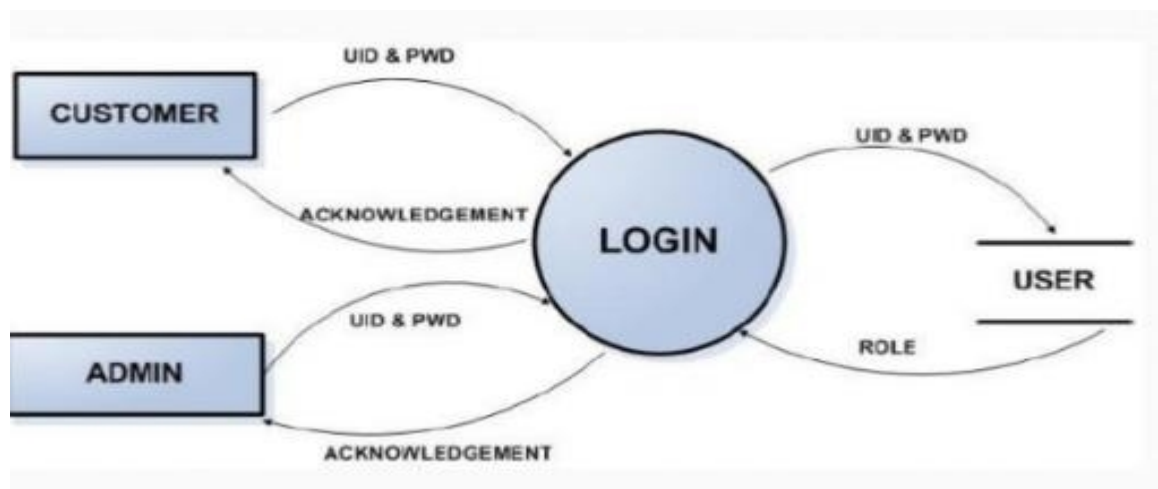 UID & PWD
CUSTOMER
UID & PWD
ACKNOWLEDGEMENT
LOGIN
USER
UID & PWD
ROLE
ADMIN
ACKNOWLEDGEMENT